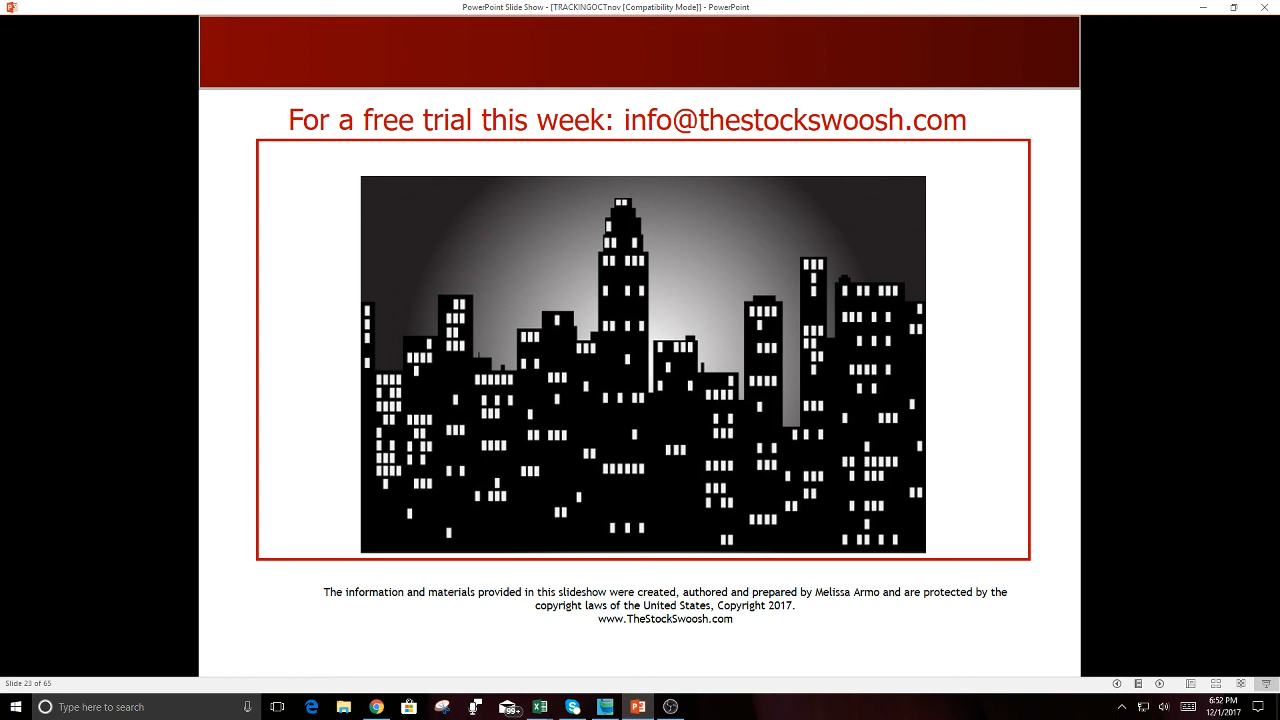 PowerPoint Slide Show - [TRACKINGOCTnov [Compatibility Mode]] - PowerPoint
For a free trial this week: info@thestockswoosh.com
The information and materials provided in this slideshow were created, authored and prepared by Melissa Armo and are protected by the
copyright laws of the United States, Copyright 2017.
www.TheStockSwoosh.com
Slide 23 of 65
Type here to search
99+
6:52 PM
12/1/2017